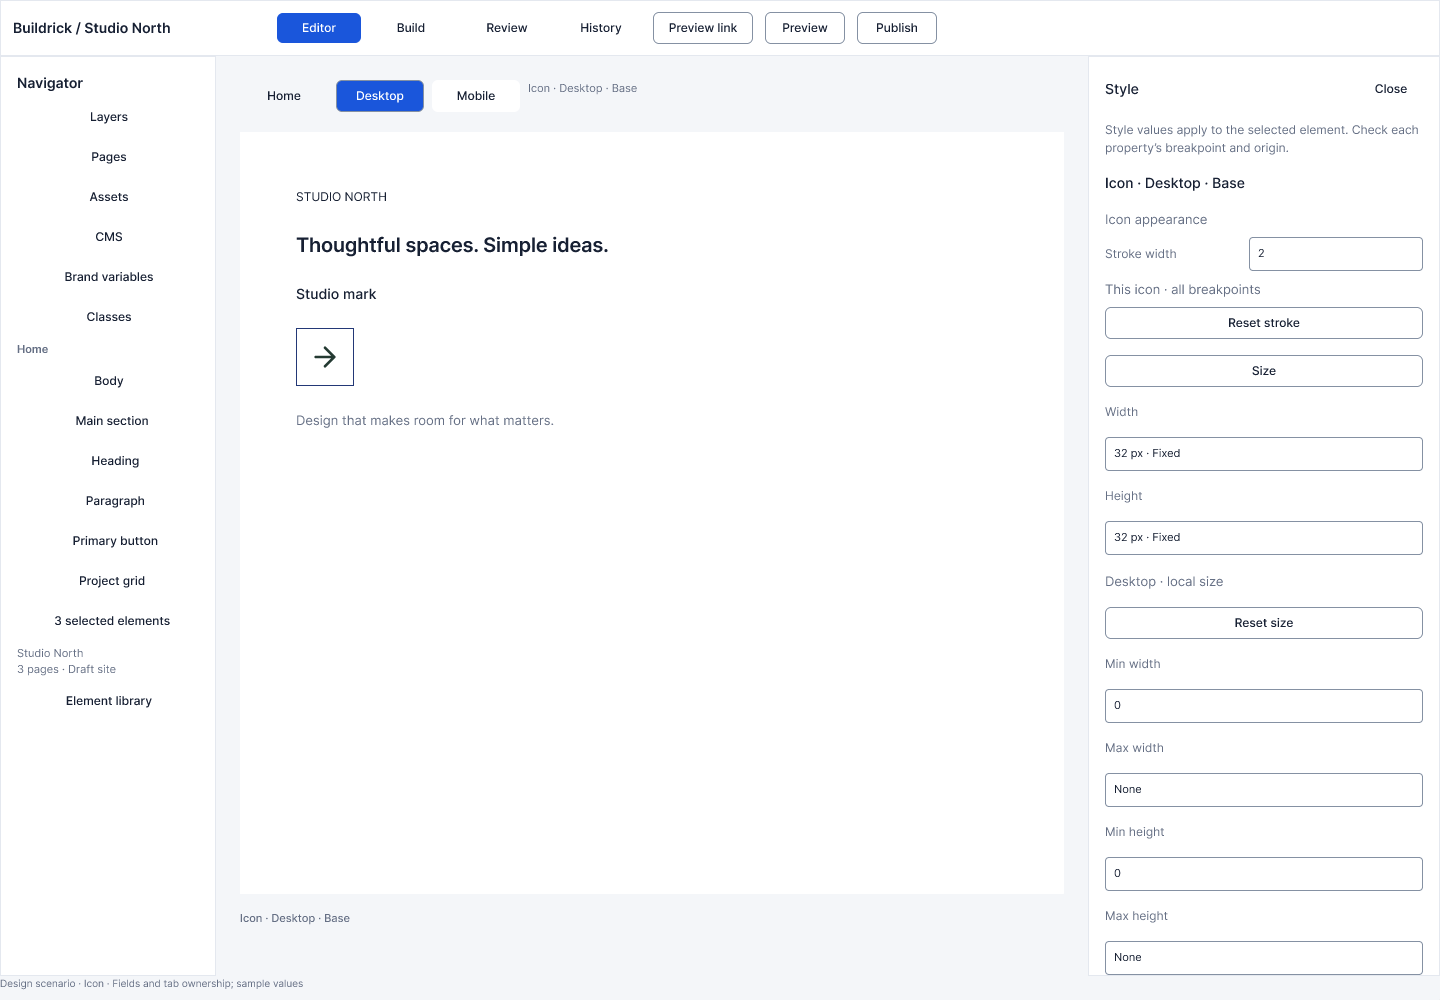 Buildrick / Studio North
Editor
Build
Review
History
Preview link
Preview
Publish
Navigator
Layers
Pages
Assets
CMS
Brand variables
Classes
Home
Body
Main section
Heading
Paragraph
Primary button
Project grid
3 selected elements
Studio North
3 pages · Draft site
Element library
Home
Desktop
Mobile
Icon · Desktop · Base
STUDIO NORTH
Thoughtful spaces. Simple ideas.
Studio mark
Design that makes room for what matters.
Icon · Desktop · Base
Style
Close
Style values apply to the selected element. Check each
property’s breakpoint and origin.
Icon · Desktop · Base
Icon appearance
Stroke width
2
This icon · all breakpoints
Reset stroke
Size
Width
32 px · Fixed
Height
32 px · Fixed
Desktop · local size
Reset size
Min width
0
Max width
None
Min height
0
Max height
None
Design scenario · Icon · Fields and tab ownership; sample values